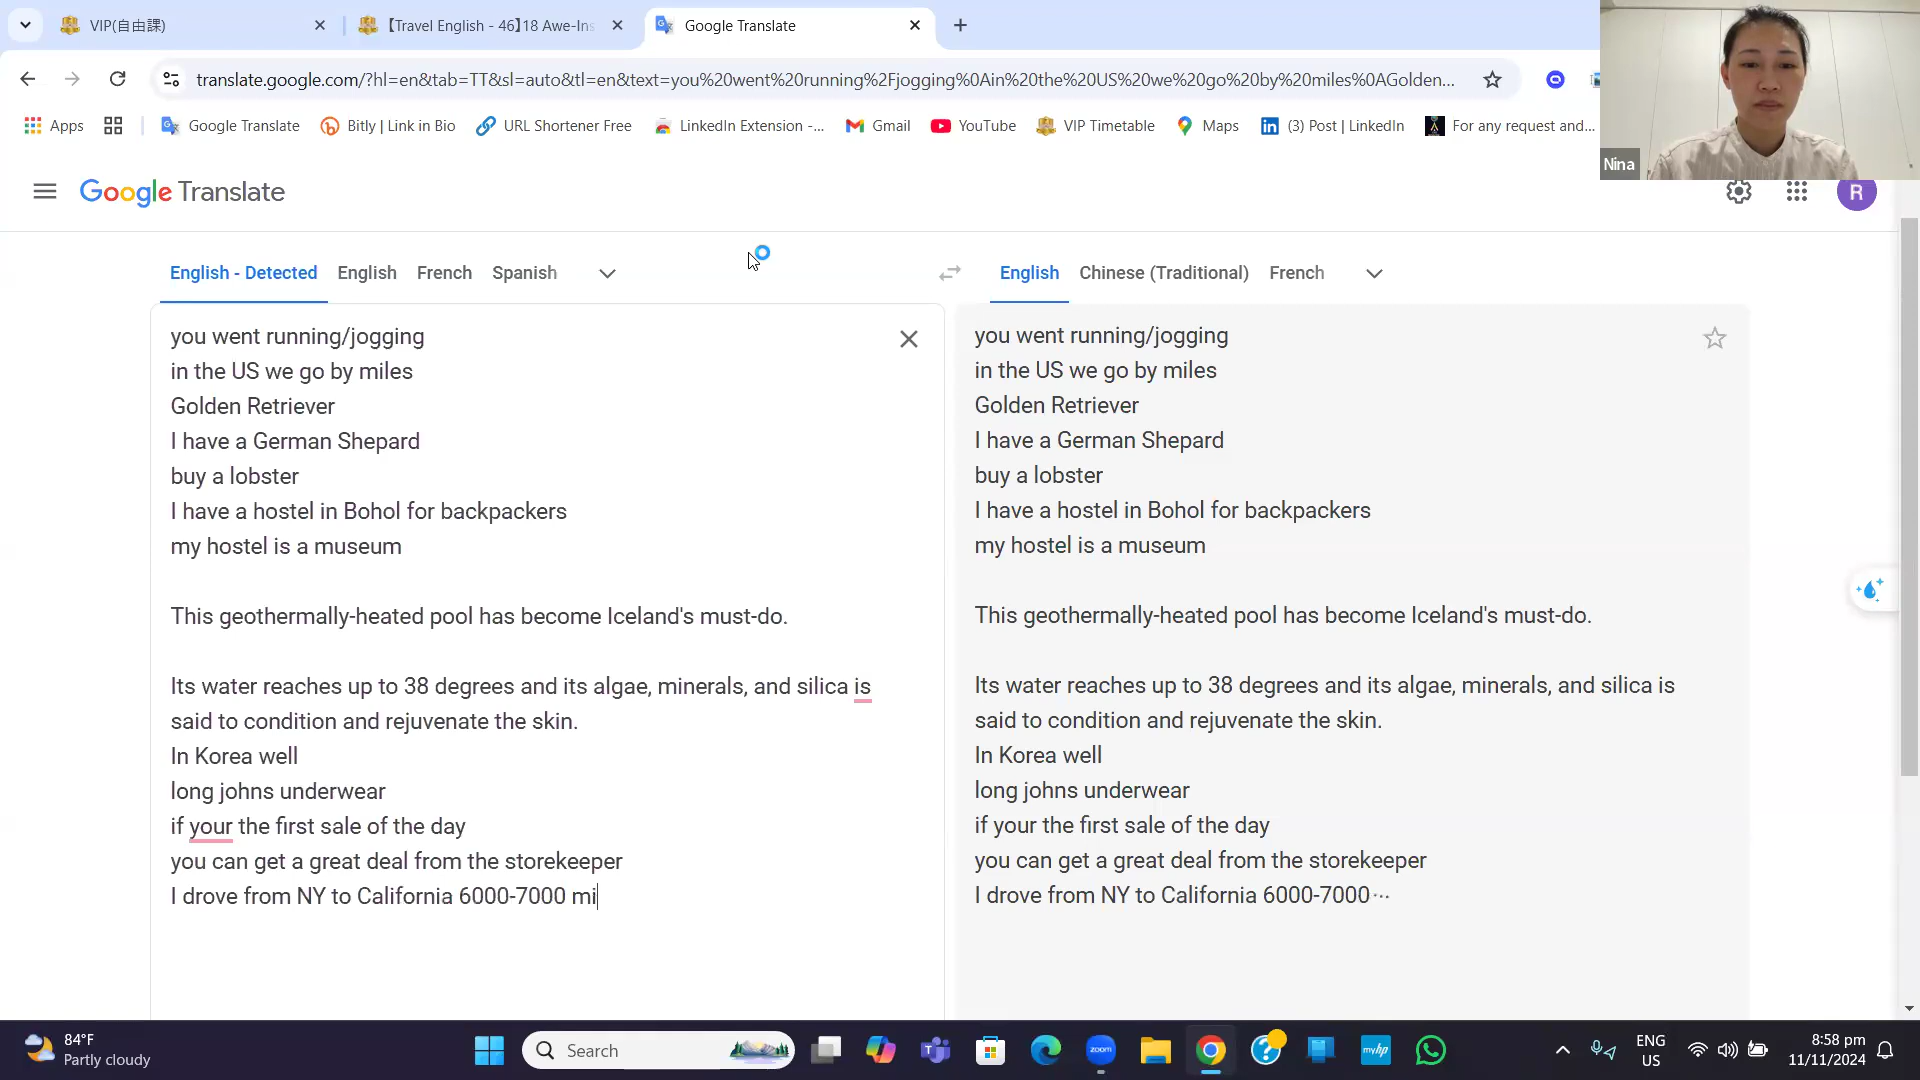 VIP(自由課)
【Travel English - 46】18 Awe-Ins
Google Translate
translate.google.com/?hl=en&tab=TT&sl=auto&tl=en&text=you%20went%20running%2Fjogging%0Ain%20the%20US%20we%20go%20by%20miles%0AGolden...
Apps
Google Translate
Bitly | Link in Bio
URL Shortener Free
LinkedIn Extension -...
Gmail
YouTube
VIP Timetable
Maps
(3) Post | LinkedIn
For any request and...
Nina
Google Translate
R
English - Detected
English
French
Spanish
English
Chinese (Traditional)
French
you went running/jogging
in the US we go by miles
Golden Retriever
I have a German Shepard
buy a lobster
I have a hostel in Bohol for backpackers
my hostel is a museum
This geothermally-heated pool has become Iceland's must-do.
Its water reaches up to 38 degrees and its algae, minerals, and silica is
said to condition and rejuvenate the skin.
In Korea well
long johns underwear
if your the first sale of the day
you can get a great deal from the storekeeper
I drove from NY to California 6000-7000 mi
you went running/jogging
in the US we go by miles
Golden Retriever
I have a German Shepard
buy a lobster
I have a hostel in Bohol for backpackers
my hostel is a museum
This geothermally-heated pool has become Iceland's must-do.
Its water reaches up to 38 degrees and its algae, minerals, and silica is
said to condition and rejuvenate the skin.
In Korea well
long johns underwear
if your the first sale of the day
you can get a great deal from the storekeeper
I drove from NY to California 6000-7000...
84°F
Partly cloudy
Search
zoom
myhp
ENG
US
8:58 pm
11/11/2024